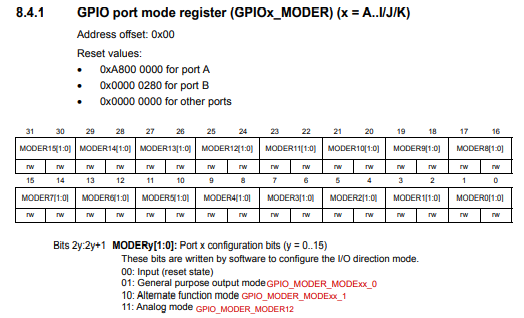 8.4.1 GPIO port mode register (GPIOx_MODER) (x = A..I/J/K)
Address offset: 0x00
Reset values:
• 0xA800 0000 for port A
• 0x0000 0280 for port B
• 0x0000 0000 for other ports
31 30 29 28 27 26 25 24 23 22 21 20 19 18 17 16
MODER15[1:0] MODER14[1:0] MODER13[1:0] MODER12[1:0] MODER11[1:0] MODER10[1:0] MODER9[1:0] MODER8[1:0]
rw rw rw rw rw rw rw rw rw rw rw rw rw rw rw rw
15 14 13 12 11 10 9 8 7 6 5 4 3 2 1 0
MODER7[1:0] MODER6[1:0] MODER5[1:0] MODER4[1:0] MODER3[1:0] MODER2[1:0] MODER1[1:0] MODER0[1:0]
rw rw rw rw rw rw rw rw rw rw rw rw rw rw rw rw
Bits 2y:2y+1 MODERy[1:0]: Port x configuration bits (y = 0..15)
These bits are written by software to configure the I/O direction mode.
00: Input (reset state)
01: General purpose output mode GPIO_MODER_MODExx_0
10: Alternate function mode GPIO_MODER_MODExx_1
11: Analog mode GPIO_MODER_MODER12